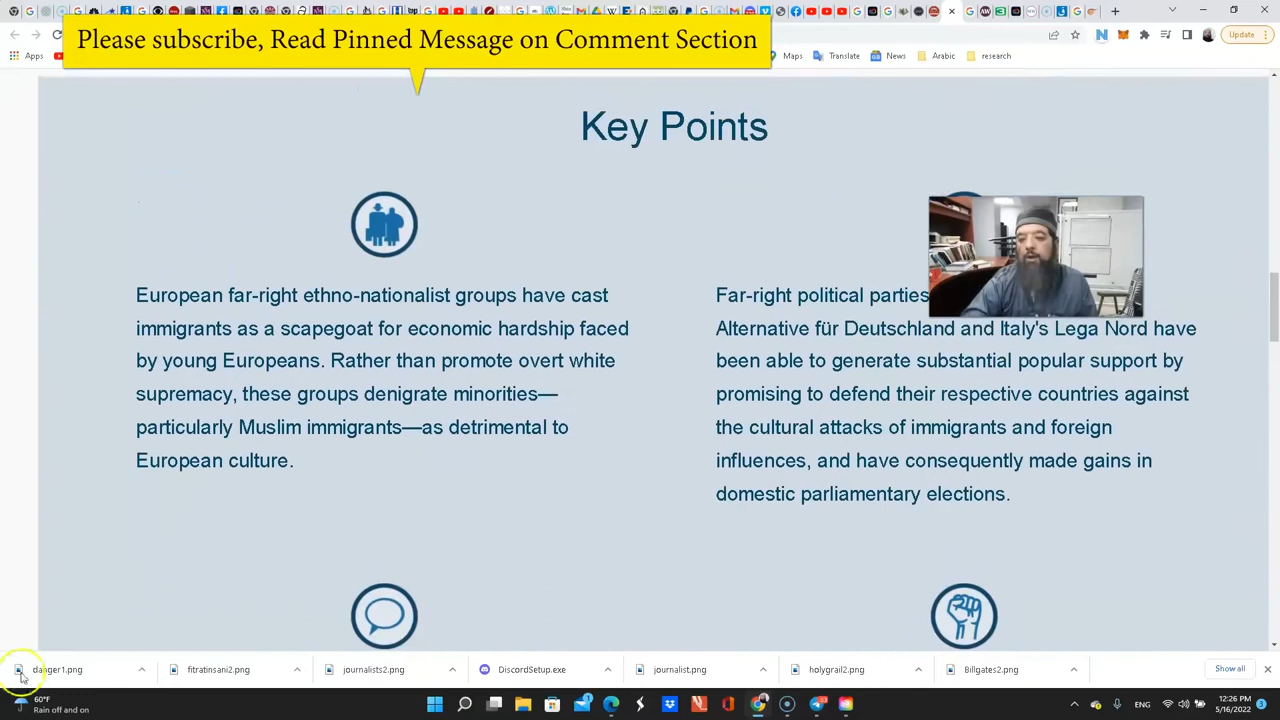 Please subscribe, Read Pinned Message on Comment Section
Update
Apps
Maps
Translate
News
Arabic
research
Key Points
European far-right ethno-nationalist groups have cast
immigrants as a scapegoat for economic hardship faced
by young Europeans. Rather than promote overt white
supremacy, these groups denigrate minorities—
particularly Muslim immigrants—as detrimental to
European culture.
Far-right political parties
Alternative für Deutschland and Italy's Lega Nord have
been able to generate substantial popular support by
promising to defend their respective countries against
the cultural attacks of immigrants and foreign
influences, and have consequently made gains in
domestic parliamentary elections.
danger1.png
fitratinsani2.png
journalists2.png
DiscordSetup.exe
journalist.png
holygrail2.png
Billgates2.png
Show all
60°F
Rain off and on
ENG
12:26 PM
5/16/2022